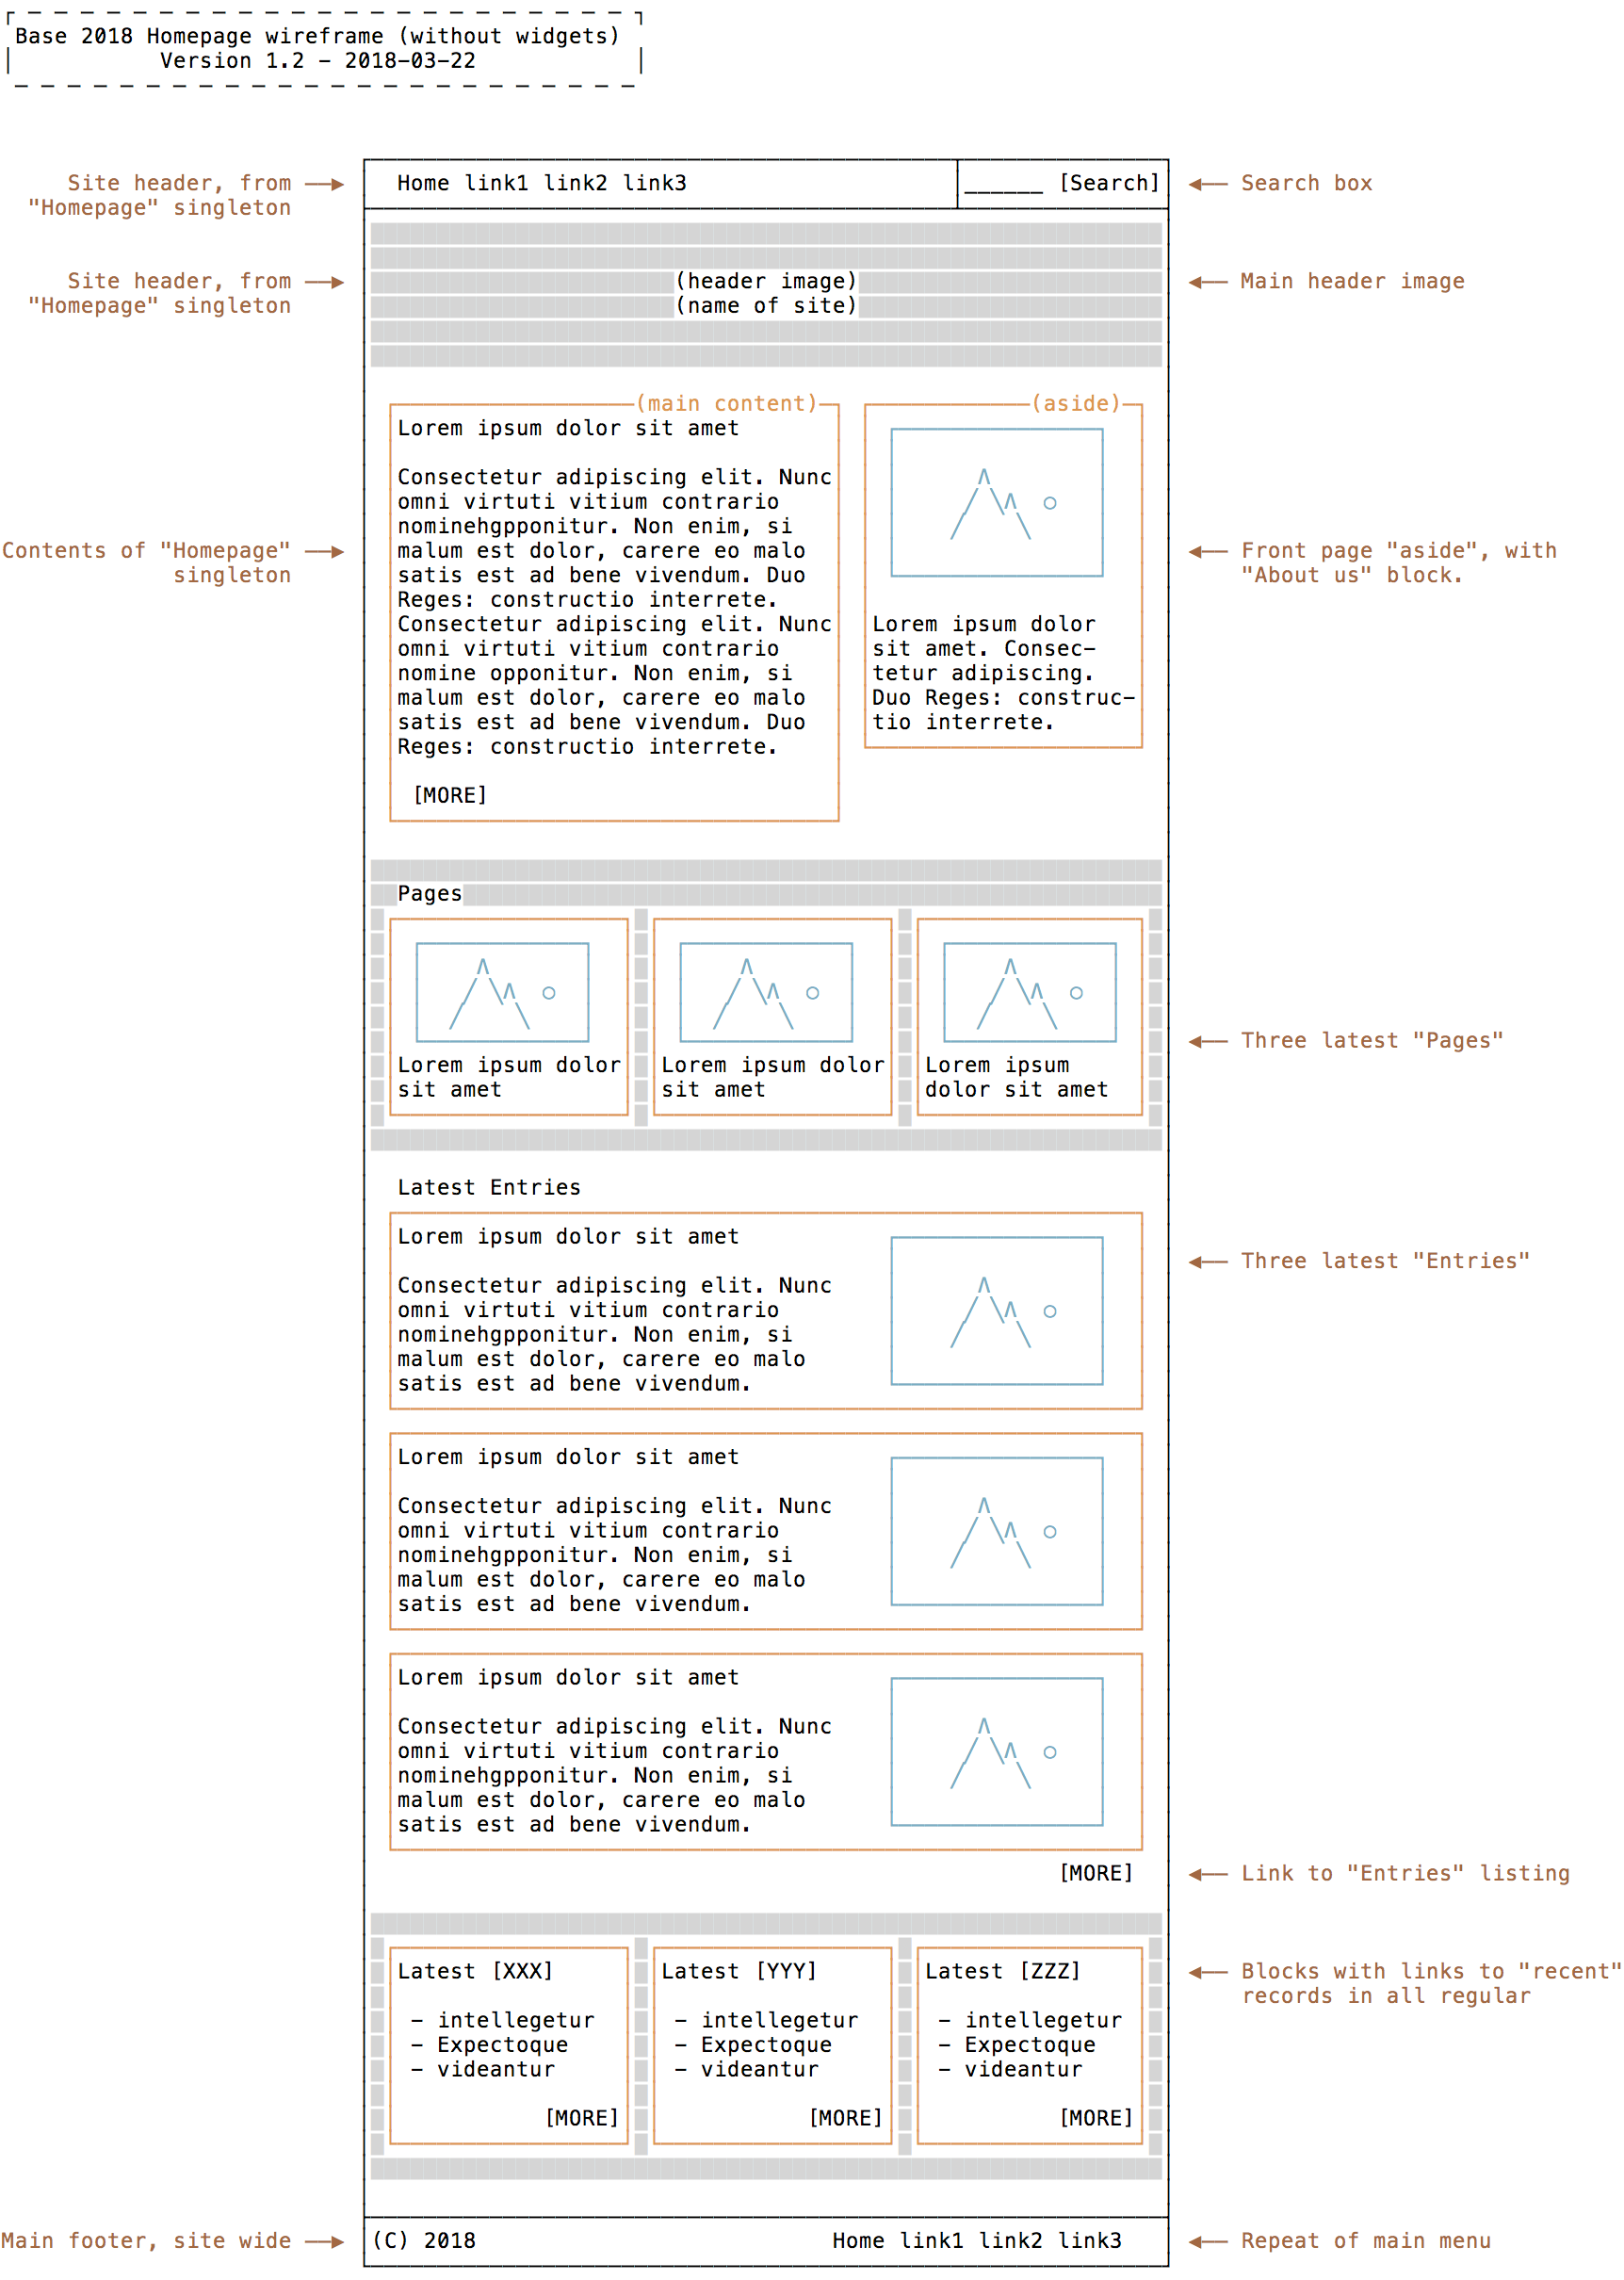 Base 2018 Homepage wireframe (without widgets)
Version 1.2 - 2018-03-22
Site header, from
"Homepage" singleton
Home link1 link2 link3
______ [Search]
Search box
Site header, from
"Homepage" singleton
(header image)
(name of site)
Main header image
(main content)
Lorem ipsum dolor sit amet
Consectetur adipiscing elit. Nunc
omni virtuti vitium contrario
nominehgpponitur. Non enim, si
malum est dolor, carere eo malo
satis est ad bene vivendum. Duo
Reges: constructio interrete.
Consectetur adipiscing elit. Nunc
omni virtuti vitium contrario
nomine opponitur. Non enim, si
malum est dolor, carere eo malo
satis est ad bene vivendum. Duo
Reges: constructio interrete.
[MORE]
Contents of "Homepage"
singleton
(aside)
Lorem ipsum dolor
sit amet. Consec-
tetur adipiscing.
Duo Reges: construc-
tio interrete.
Front page "aside", with
"About us" block.
Pages
Lorem ipsum dolor
sit amet
Lorem ipsum dolor
sit amet
Lorem ipsum
dolor sit amet
Three latest "Pages"
Latest Entries
Lorem ipsum dolor sit amet
Consectetur adipiscing elit. Nunc
omni virtuti vitium contrario
nominehgpponitur. Non enim, si
malum est dolor, carere eo malo
satis est ad bene vivendum.
Three latest "Entries"
Lorem ipsum dolor sit amet
Consectetur adipiscing elit. Nunc
omni virtuti vitium contrario
nominehgpponitur. Non enim, si
malum est dolor, carere eo malo
satis est ad bene vivendum.
Lorem ipsum dolor sit amet
Consectetur adipiscing elit. Nunc
omni virtuti vitium contrario
nominehgpponitur. Non enim, si
malum est dolor, carere eo malo
satis est ad bene vivendum.
[MORE]
Link to "Entries" listing
Latest [XXX]
- intellegetur
- Expectoque
- videantur
[MORE]
Latest [YYY]
- intellegetur
- Expectoque
- videantur
[MORE]
Latest [ZZZ]
- intellegetur
- Expectoque
- videantur
[MORE]
Blocks with links to "recent"
records in all regular
Main footer, site wide
(C) 2018
Home link1 link2 link3
Repeat of main menu